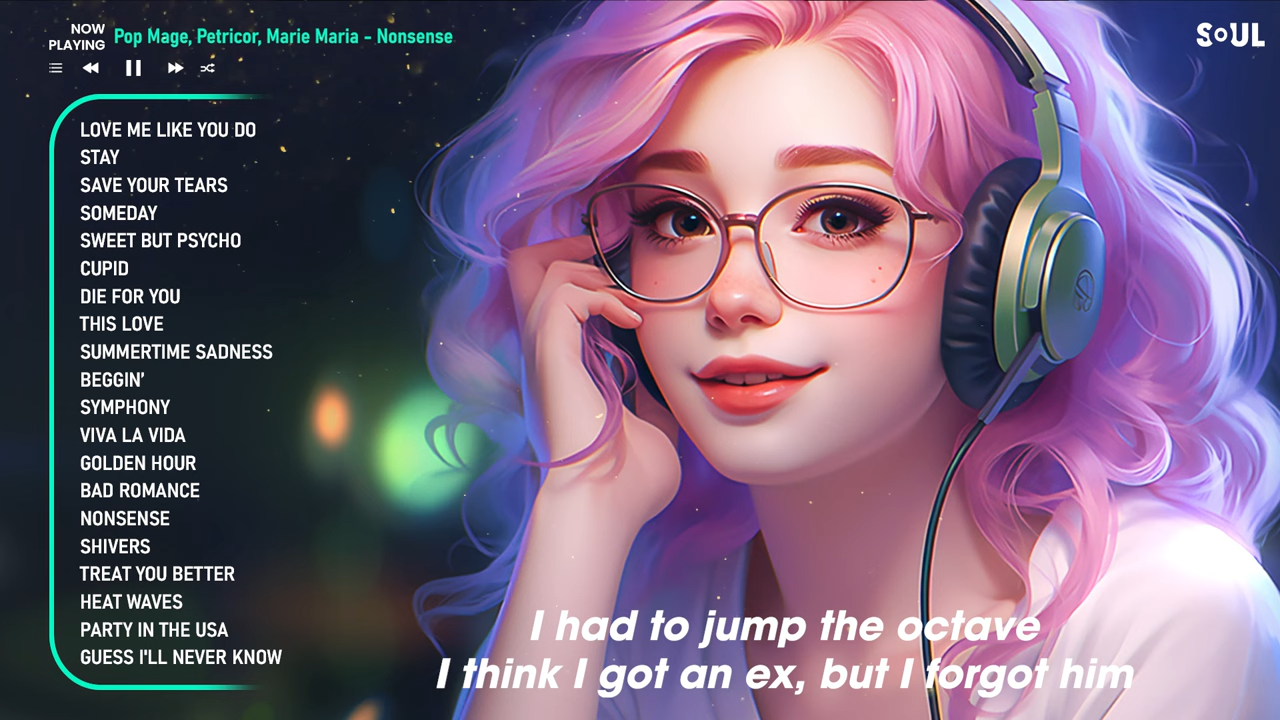 NOW
PLAYING
Pop Mage, Petricor, Marie Maria - Nonsense
SOUL
LOVE ME LIKE YOU DO
STAY
SAVE YOUR TEARS
SOMEDAY
SWEET BUT PSYCHO
CUPID
DIE FOR YOU
THIS LOVE
SUMMERTIME SADNESS
BEGGIN'
SYMPHONY
VIVA LA VIDA
GOLDEN HOUR
BAD ROMANCE
NONSENSE
SHIVERS
TREAT YOU BETTER
HEAT WAVES
PARTY IN THE USA
GUESS I'LL NEVER KNOW
I had to jump the octave
I think I got an ex, but I forgot him